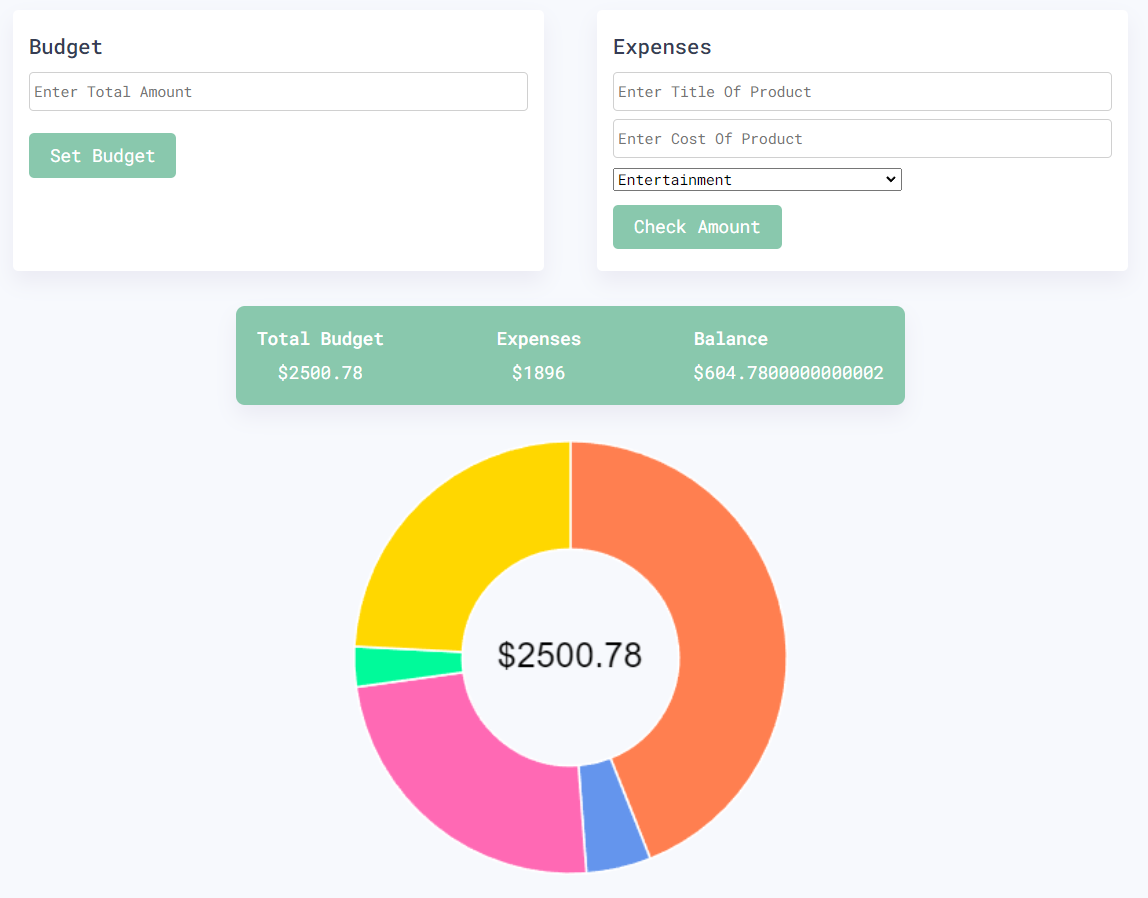 Budget
Enter Total Amount
Set Budget
Expenses
Enter Title Of Product
Enter Cost Of Product
Entertainment
Check Amount
Total Budget Expenses Balance
$2500.78 $1896 $604.7800000000002
$2500.78